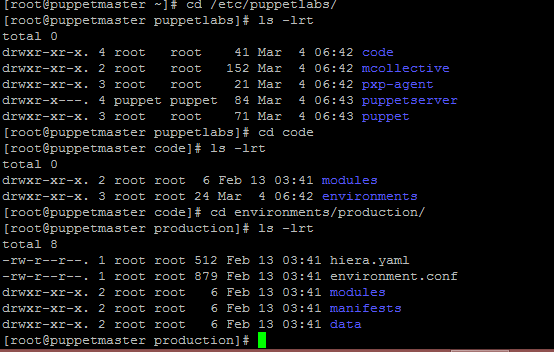 [root@puppetmaster ~]# cd /etc/puppetlabs/
[root@puppetmaster puppetlabs]# ls -lrt
total 0
drwxr-xr-x. 4 root   root    41 Mar  4 06:42 code
drwxr-xr-x. 2 root   root   152 Mar  4 06:42 mcollective
drwxr-xr-x. 3 root   root    21 Mar  4 06:42 pxp-agent
drwxr-x---. 4 puppet puppet  84 Mar  4 06:43 puppetserver
drwxr-xr-x. 3 root   root    71 Mar  4 06:43 puppet
[root@puppetmaster puppetlabs]# cd code
[root@puppetmaster code]# ls -lrt
total 0
drwxr-xr-x. 2 root root  6 Feb 13 03:41 modules
drwxr-xr-x. 3 root root 24 Mar  4 06:42 environments
[root@puppetmaster code]# cd environments/production/
[root@puppetmaster production]# ls -lrt
total 8
-rw-r--r--. 1 root root 512 Feb 13 03:41 hiera.yaml
-rw-r--r--. 1 root root 879 Feb 13 03:41 environment.conf
drwxr-xr-x. 2 root root   6 Feb 13 03:41 modules
drwxr-xr-x. 2 root root   6 Feb 13 03:41 manifests
drwxr-xr-x. 2 root root   6 Feb 13 03:41 data
[root@puppetmaster production]#